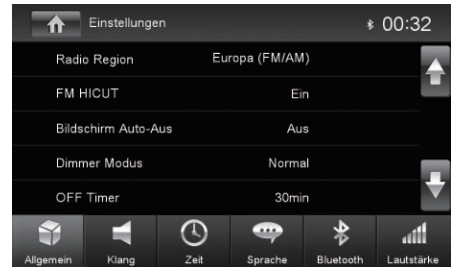 Einstellungen 00:32
Radio Region Europa (FM/AM)
FM HICUT Ein
Bildschirm Auto-Aus Aus
Dimmer Modus Normal
OFF Timer 30min
Allgemein Klang Zeit Sprache Bluetooth Lautstärke